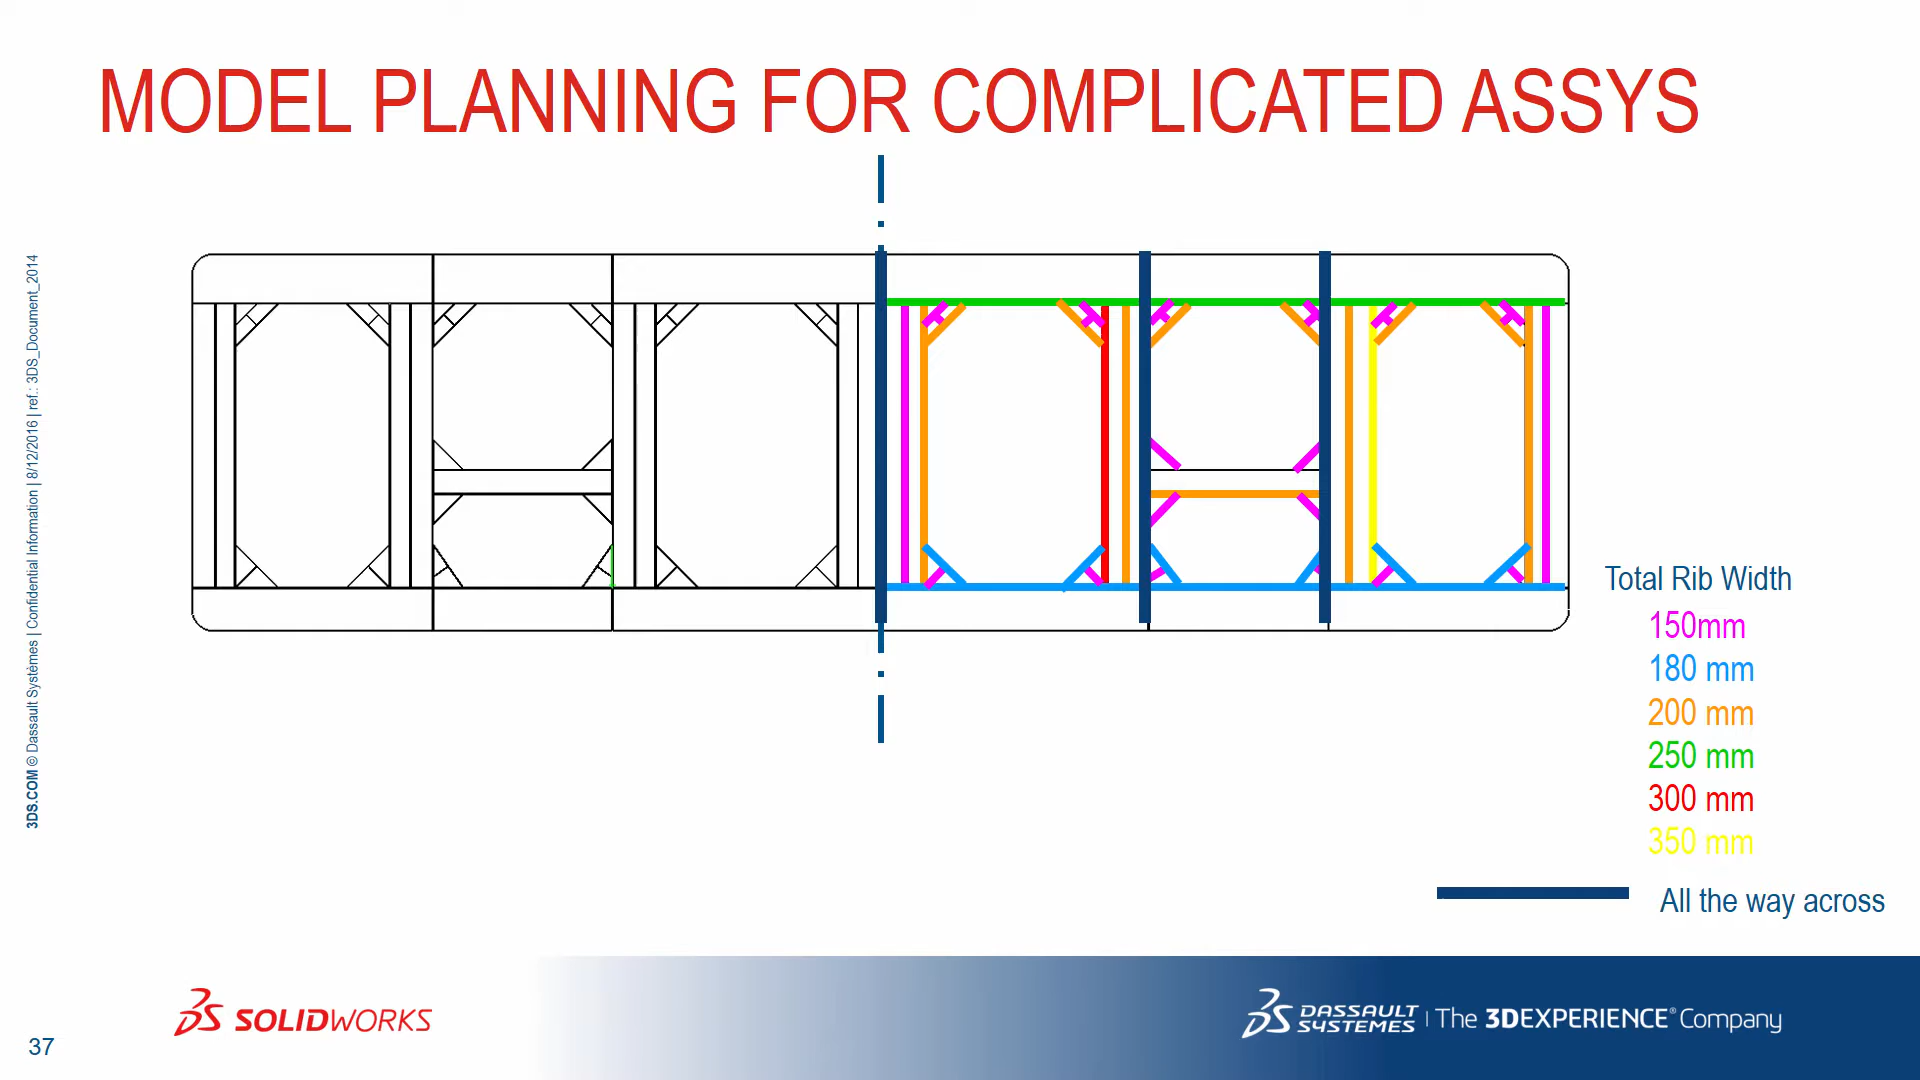 MODEL PLANNING FOR COMPLICATED ASSYS
3DS.COM © Dassault Systèmes | Confidential Information | 8/12/2016 | ref.: 3DS_Document_2014
Total Rib Width
150mm
180 mm
200 mm
250 mm
300 mm
350 mm
All the way across
3DS SOLIDWORKS
3DS DASSAULT SYSTEMES | The 3DEXPERIENCE® Company
37